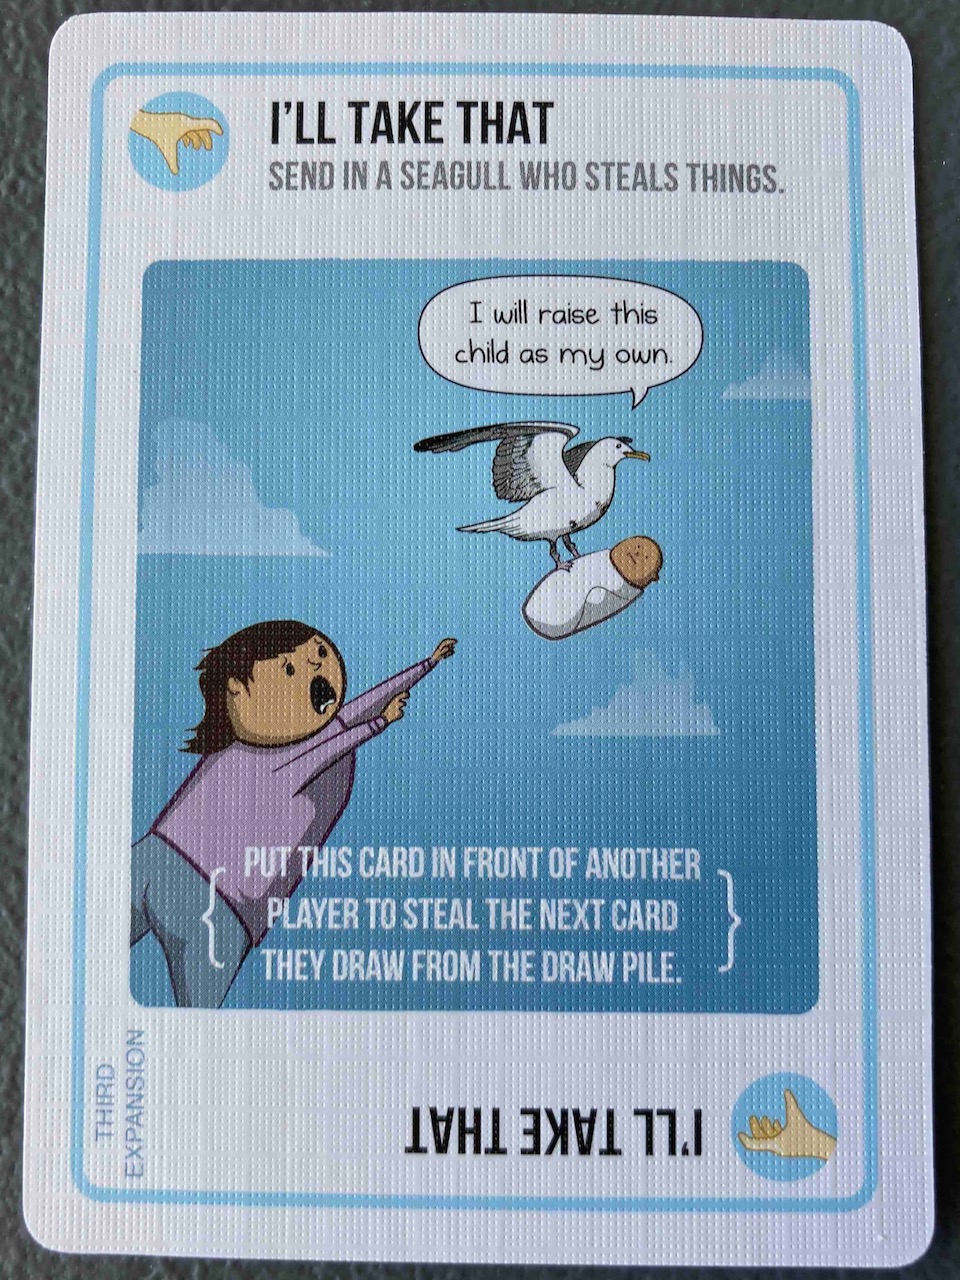 I'LL TAKE THAT
SEND IN A SEAGULL WHO STEALS THINGS.
I will raise this
child as my own.
PUT THIS CARD IN FRONT OF ANOTHER
PLAYER TO STEAL THE NEXT CARD
THEY DRAW FROM THE DRAW PILE.
THIRD
EXPANSION
I'LL TAKE THAT